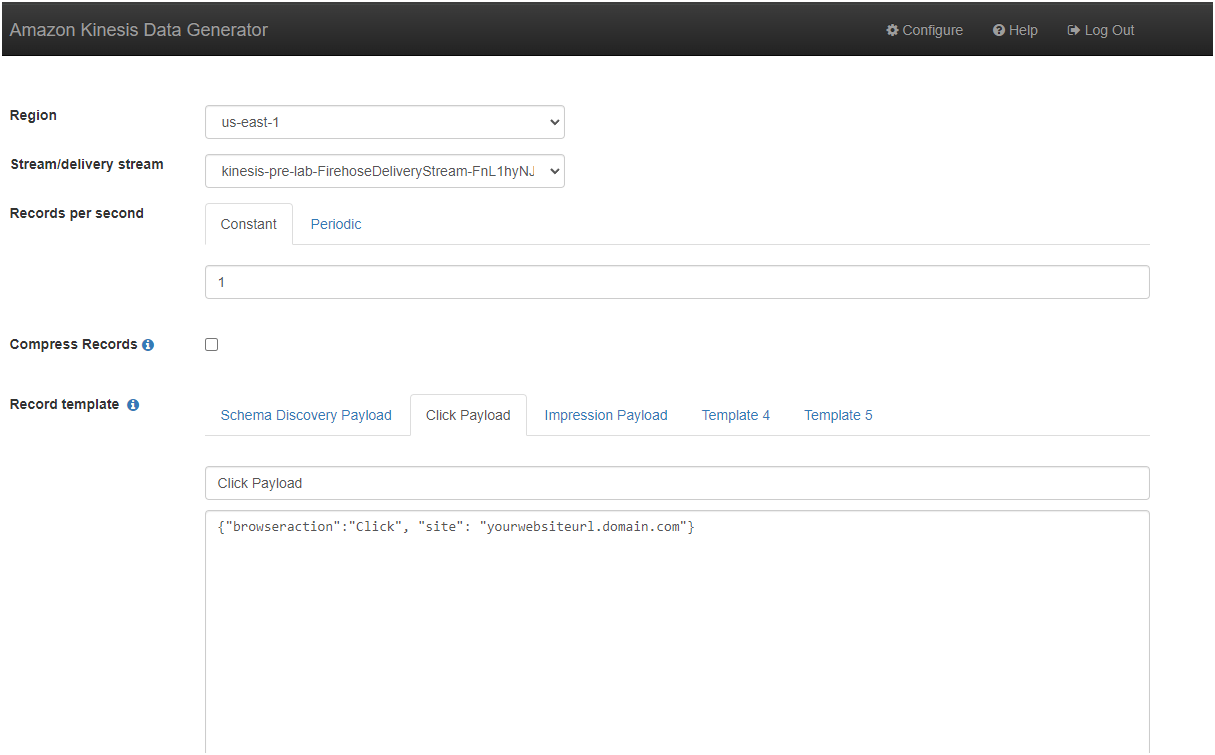 Amazon Kinesis Data Generator Configure Help Log Out
Region us-east-1
Stream/delivery stream kinesis-pre-lab-FirehoseDeliveryStream-FnL1hyNJ
Records per second Constant Periodic
1
Compress Records
Record template Schema Discovery Payload Click Payload Impression Payload Template 4 Template 5
Click Payload
{"browseraction":"Click", "site": "yourwebsiteurl.domain.com"}